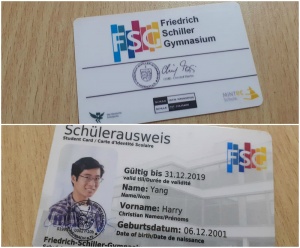 FSG
Friedrich
Schiller
Gymnasium
Schülerausweis
Student Card / Carte d'Identité Scolaire
FSG
Gültig bis 31.12.2019
valid till/Durée de validité
Name: Yang
Name/Nom
Vorname: Harry
Christian Names/Prénoms
Geburtsdatum: 06.12.2001
Date of birth/Date de naissance
Friedrich-Schiller-Gymnasium